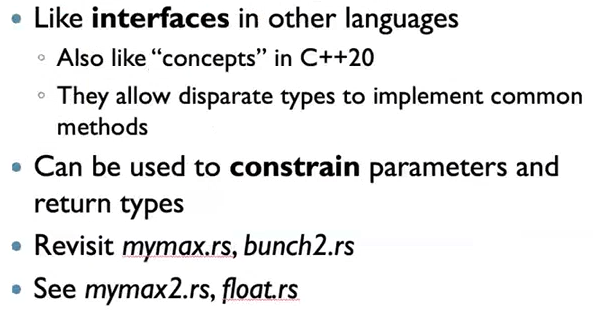 • Like interfaces in other languages
◦ Also like “concepts” in C++20
◦ They allow disparate types to implement common
methods
• Can be used to constrain parameters and
return types
• Revisit mymax.rs, bunch2.rs
• See mymax2.rs, float.rs